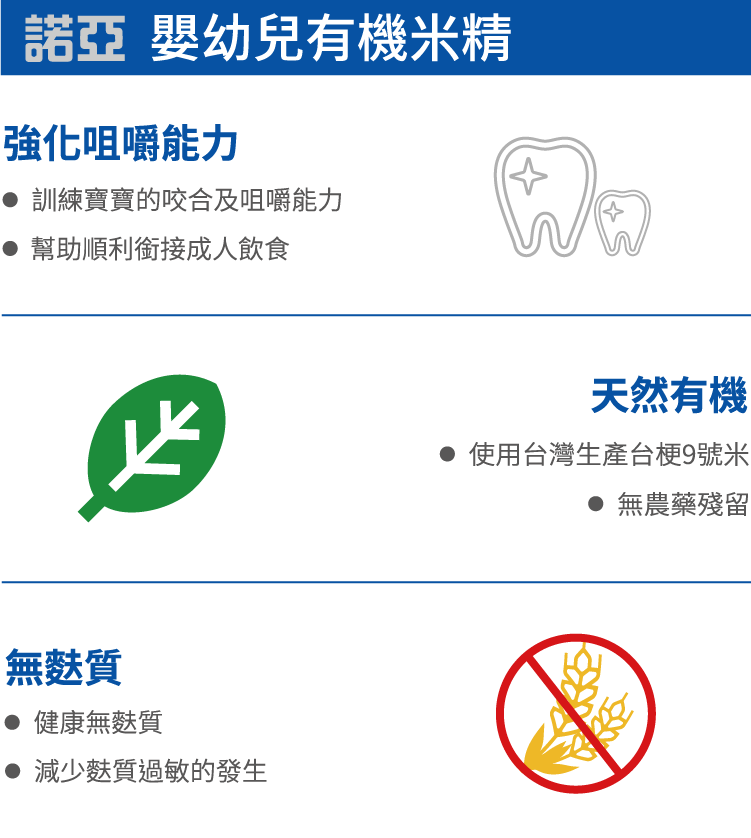 諾亞 嬰幼兒有機米精
強化咀嚼能力
● 訓練寶寶的咬合及咀嚼能力
● 幫助順利銜接成人飲食
天然有機
● 使用台灣生產台梗9號米
● 無農藥殘留
無麩質
● 健康無麩質
● 減少麩質過敏的發生